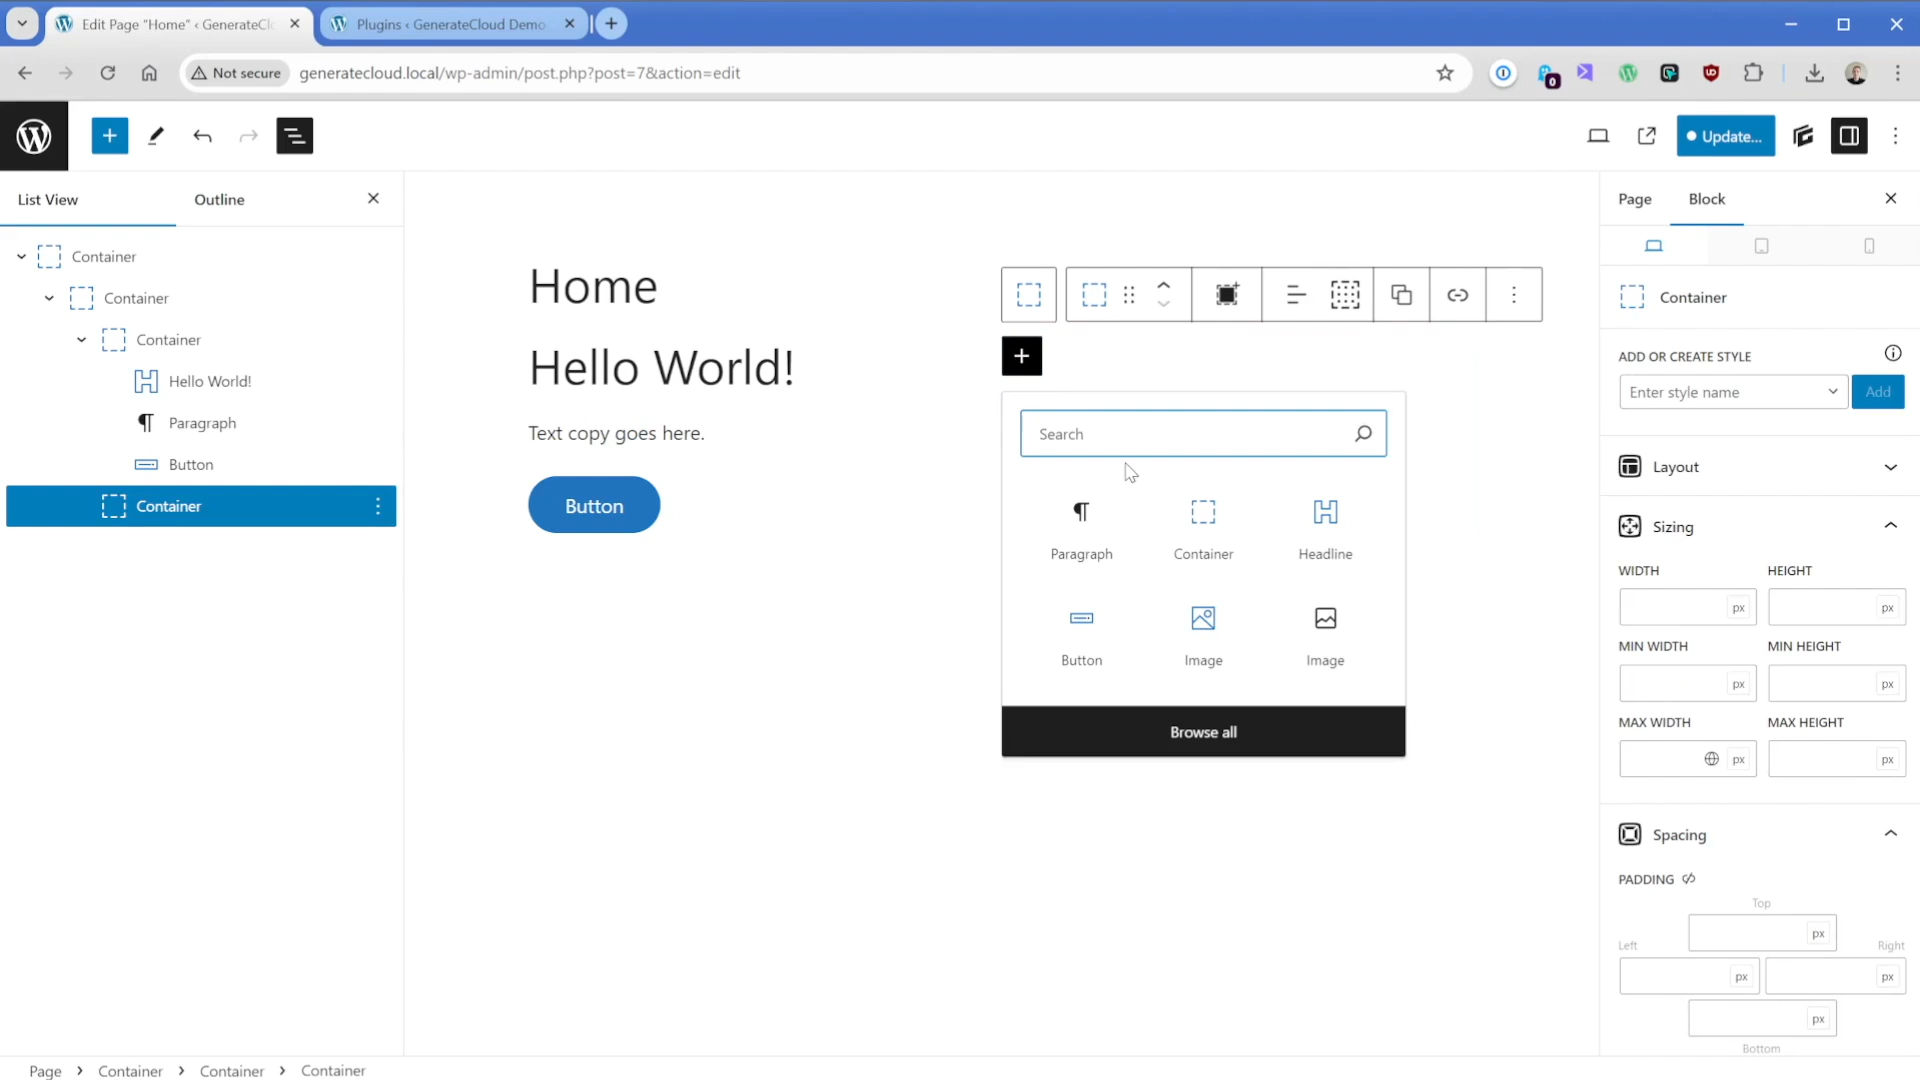 Edit Page "Home" ‹ GenerateClo
Plugins ‹ GenerateCloud Demo
Not secure
generatecloud.local/wp-admin/post.php?post=7&action=edit
0
Update...
List View
Outline
Container
Container
Container
Hello World!
Paragraph
Button
Container
Home
Hello World!
Text copy goes here.
Button
Search
Paragraph
Container
Headline
Button
Image
Image
Browse all
Page
Block
Container
ADD OR CREATE STYLE
Enter style name
Add
Layout
Sizing
WIDTH
HEIGHT
px
px
MIN WIDTH
MIN HEIGHT
px
px
MAX WIDTH
MAX HEIGHT
px
px
Spacing
PADDING
Top
px
Left
Right
px
px
px
Bottom
Page
Container
Container
Container